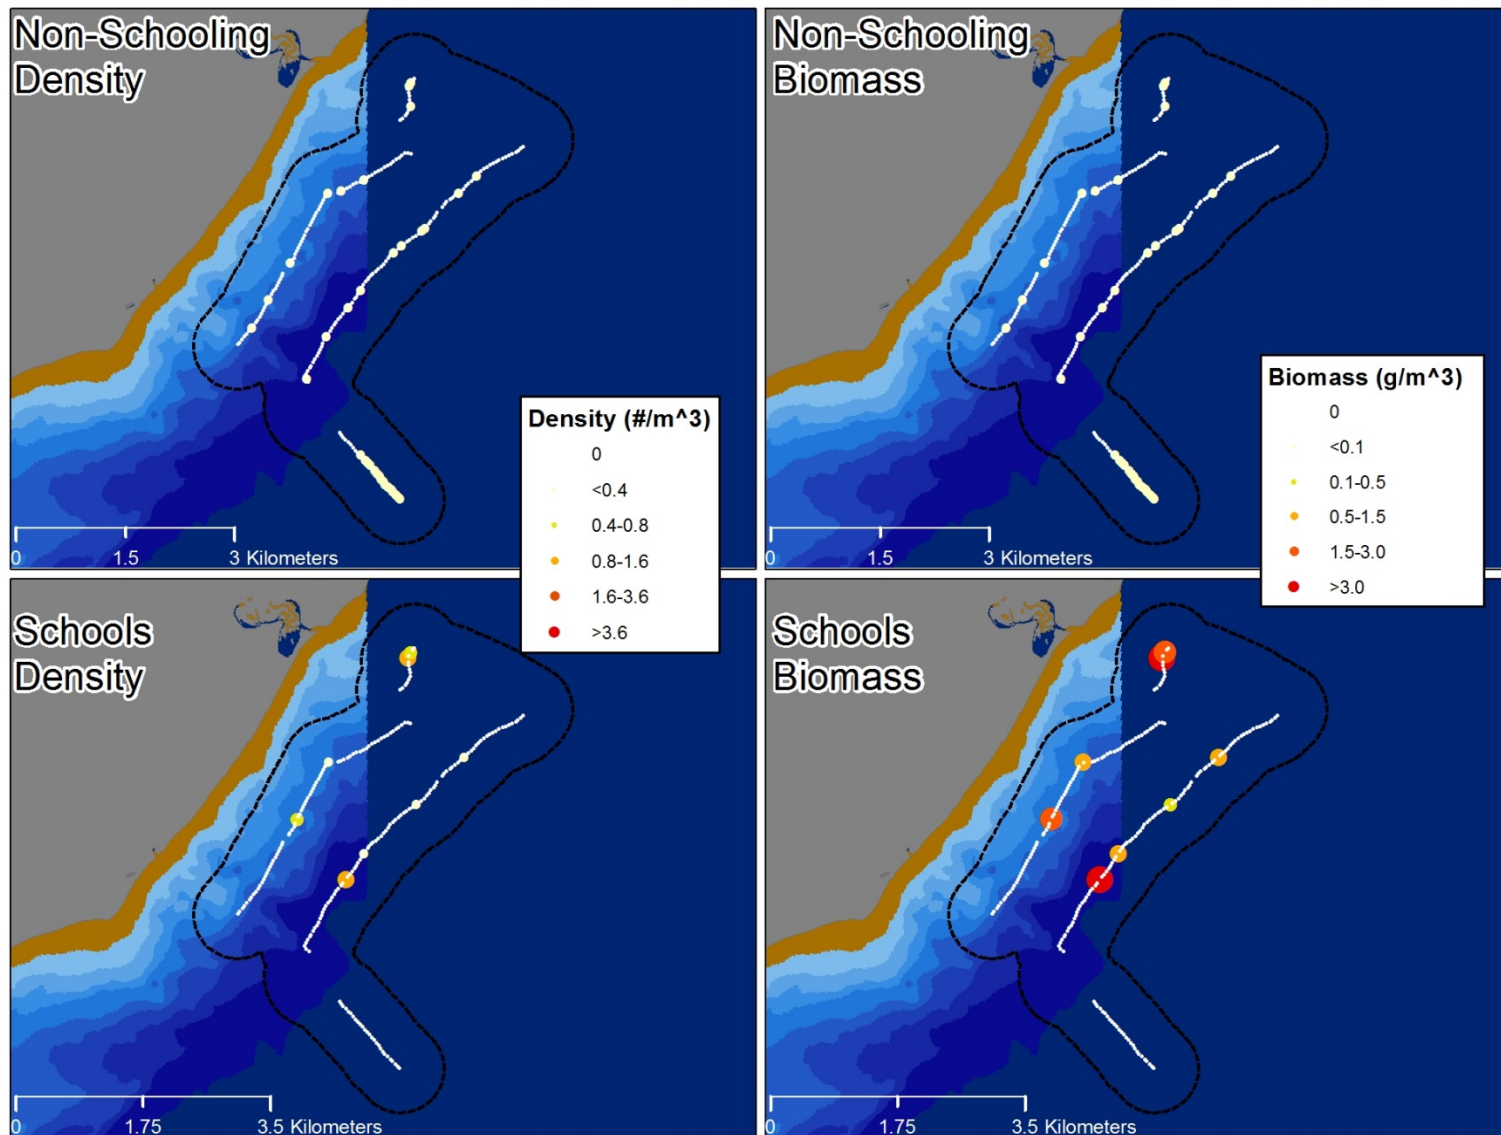 Non-Schooling
Density
0
1.5
3 Kilometers
Non-Schooling
Biomass
0
1.5
3 Kilometers
Density (#/m^3)
0
<0.4
0.4-0.8
0.8-1.6
1.6-3.6
>3.6
Biomass (g/m^3)
0
<0.1
0.1-0.5
0.5-1.5
1.5-3.0
>3.0
Schools
Density
0
1.75
3.5 Kilometers
Schools
Biomass
0
1.75
3.5 Kilometers